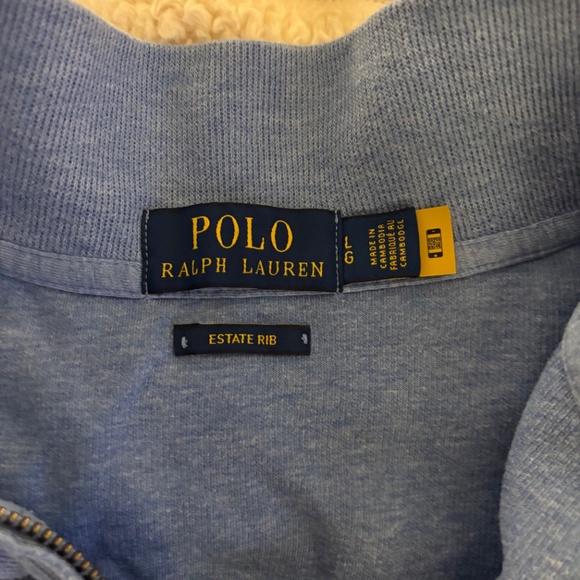 POLO
RALPH LAUREN
L
G
MADE IN
CAMBODIA
FABRIQUÉ AU
CAMBODGE
ESTATE RIB